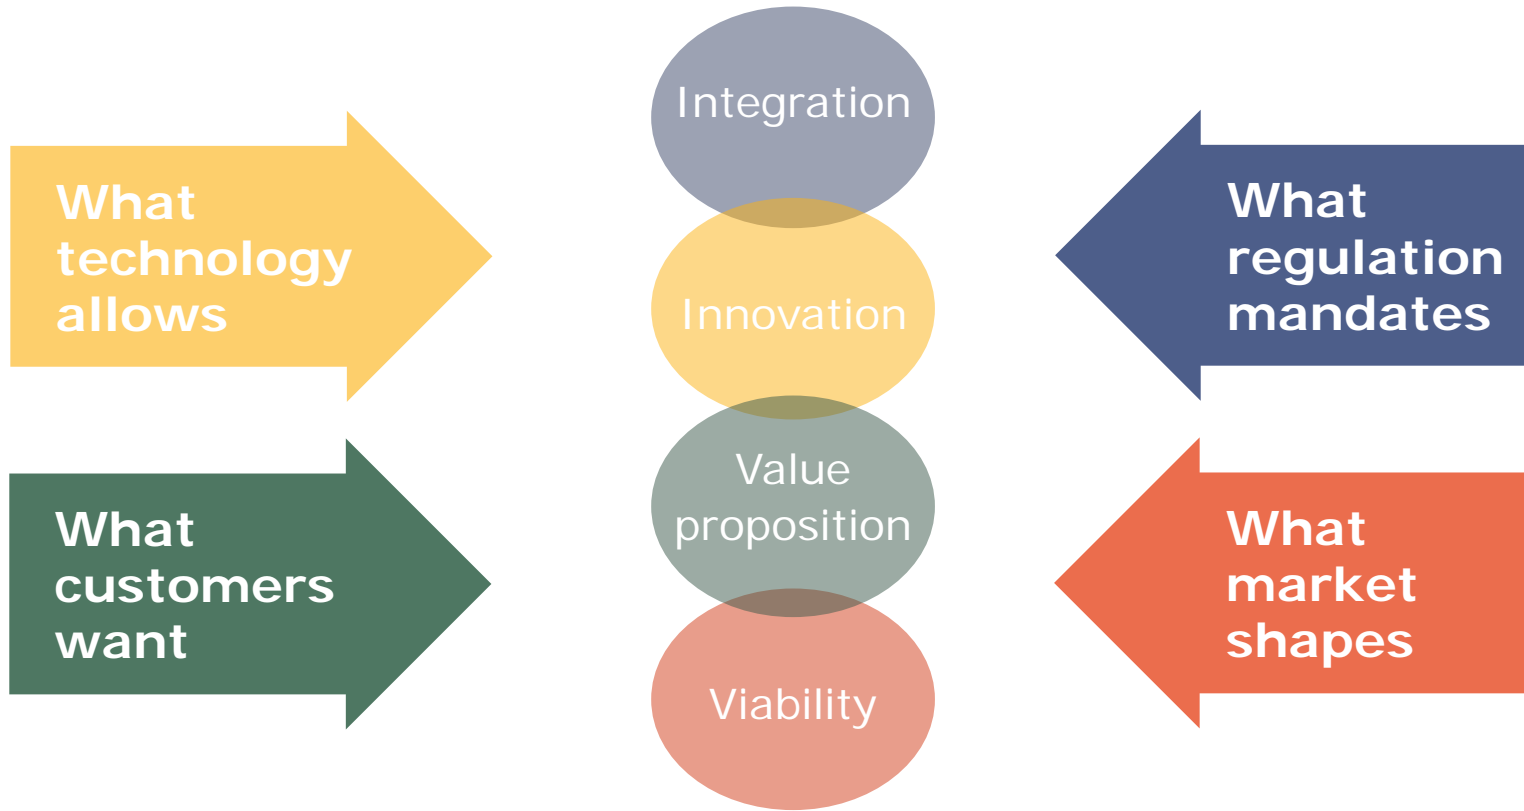 What
technology
allows
What
customers
want
Integration
Innovation
Value
proposition
Viability
What
regulation
mandates
What
market
shapes